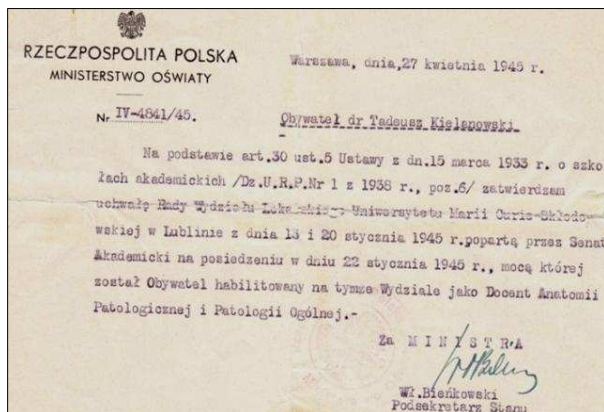 RZECZPOSPOLITA POLSKA
MINISTERSTWO OŚWIATY
Warszawa, dnia,27 kwietnia 1945 r.
Nr IV-4841/45.
Obywatel dr Tadeusz Kielanowski
Na podstawie art.30 ust.5 Ustawy z dn.15 marca 1933 r. o szko
łach akademickich /Dz.U.R.P.Nr 1 z 1938 r., poz.6/ zatwierdzam
uchwałę Rady Wydziału Lekarskiego Uniwersytetu Marii Curie-Skłodo-
wskiej w Lublinie z dnia 13 i 20 stycznia 1945 r.popartą przez Senat
Akademicki na posiedzeniu w dniu 22 stycznia 1945 r., mocą której
został Obywatel habilitowany na tymże Wydziale jako Docent Anatomii
Patologicznej i Patologii Ogólnej.-
Za MINISTRA
Wł.Bieńkowski
Podsekretarz Stanu